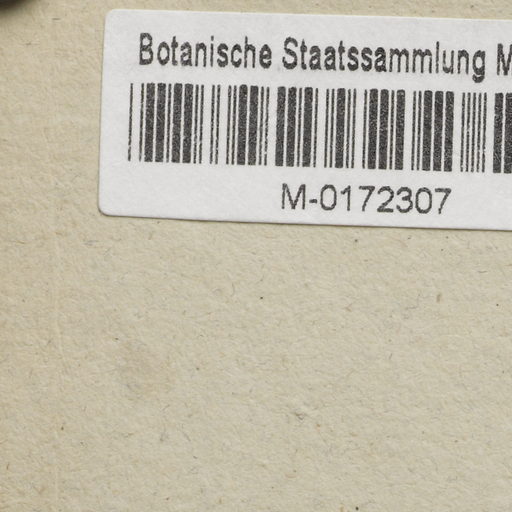 Botanische Staatssammlung M
M-0172307